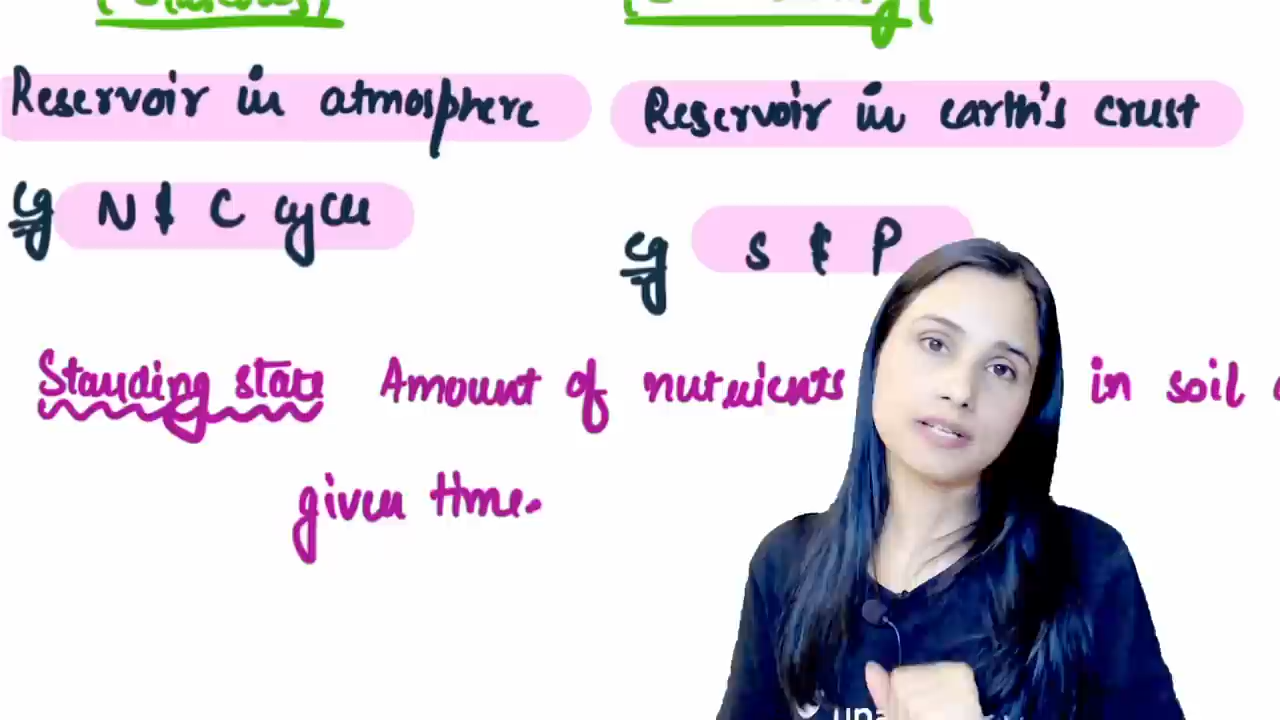 Reservoir in atmosphere
Reservoir in earth's crust
eg N & C cycle
eg S & P
Standing state Amount of nutrients in soil
given time.